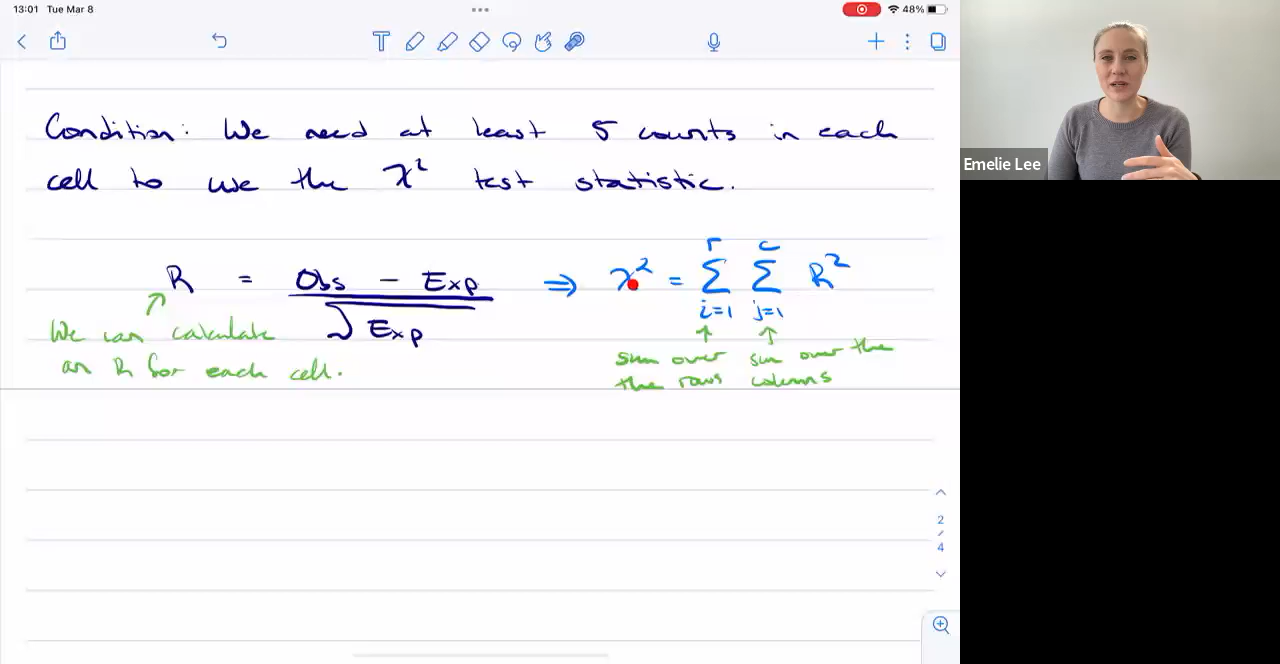 13:01 Tue Mar 8
48%
Condition: We need at least 5 counts in each
cell to use the χ² test statistic.
R = Obs - Exp / √Exp ⇒ χ² = Σ_{i=1}^{r} Σ_{j=1}^{c} R²
We can calculate
an R for each cell.
sum over
the rows
sum over the
columns
2
/
4
Emelie Lee